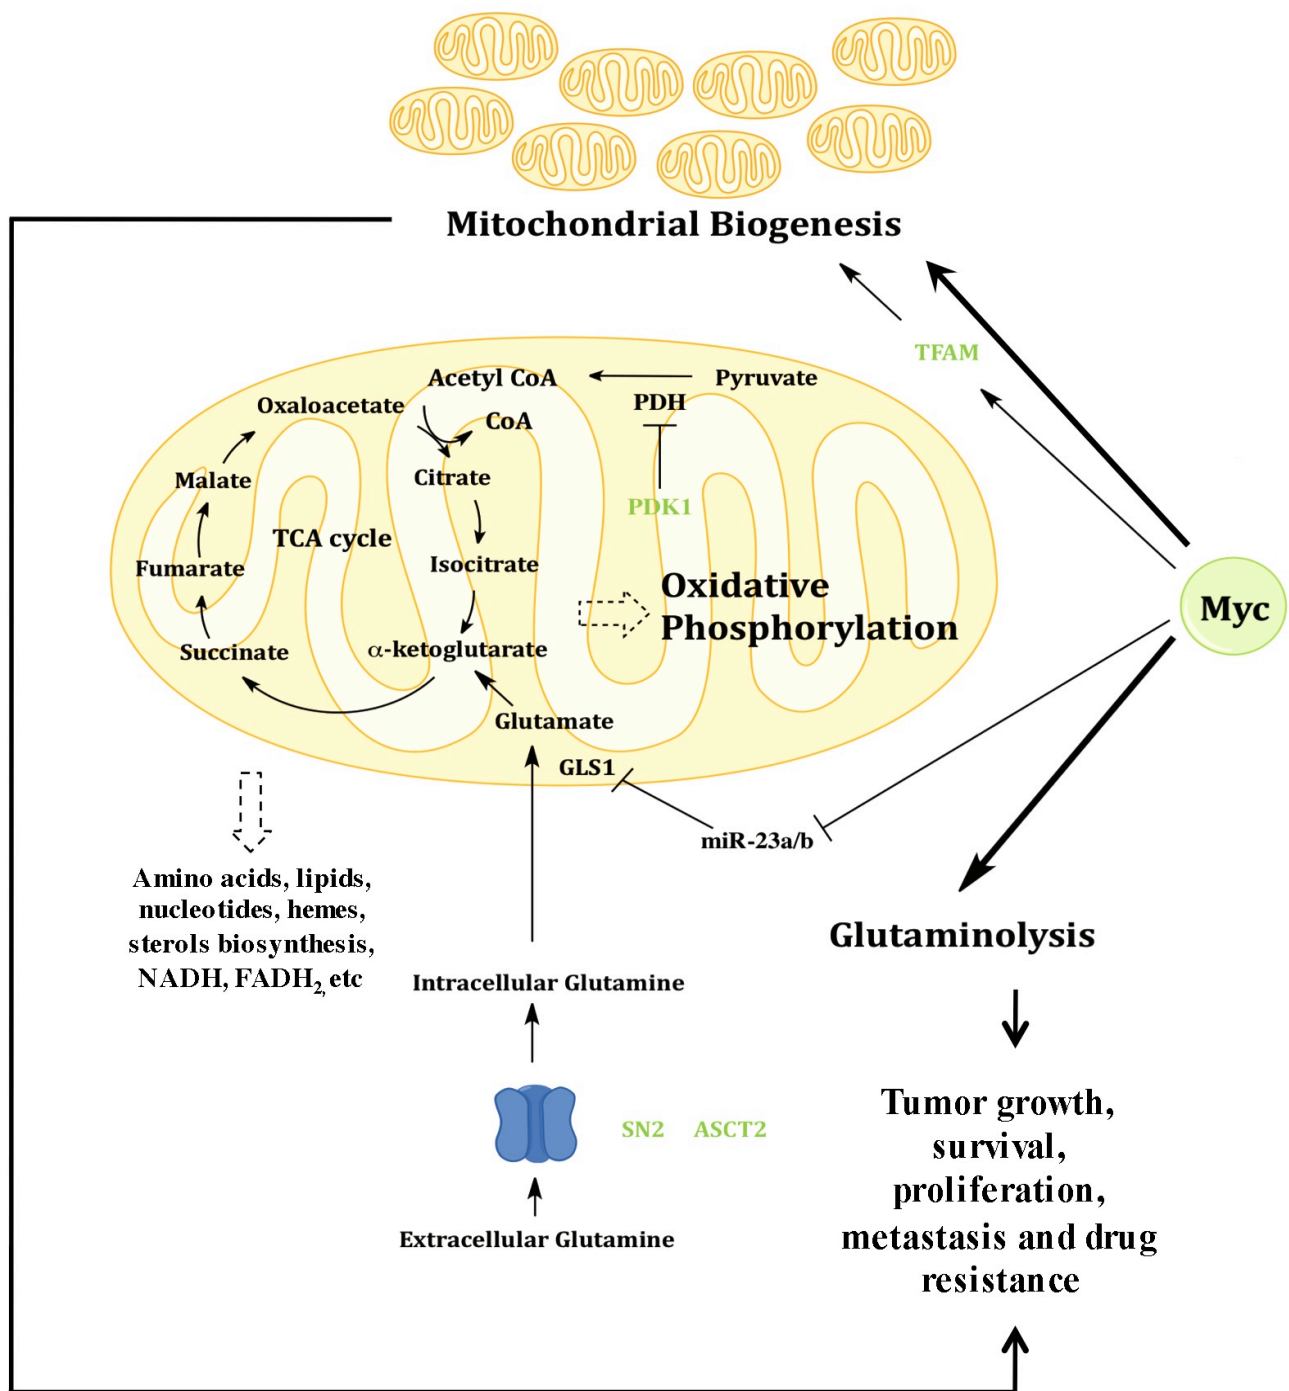 Mitochondrial Biogenesis
TFAM
Acetyl CoA
Pyruvate
PDH
Oxaloacetate
CoA
Malate
Citrate
PDK1
TCA cycle
Fumarate
Isocitrate
Oxidative
Phosphorylation
Myc
Succinate
α-ketoglutarate
Glutamate
GLS1
miR-23a/b
Amino acids, lipids,
nucleotides, hemes,
sterols biosynthesis,
NADH, FADH2, etc
Glutaminolysis
Intracellular Glutamine
SN2 ASCT2
Extracellular Glutamine
Tumor growth,
survival,
proliferation,
metastasis and drug
resistance